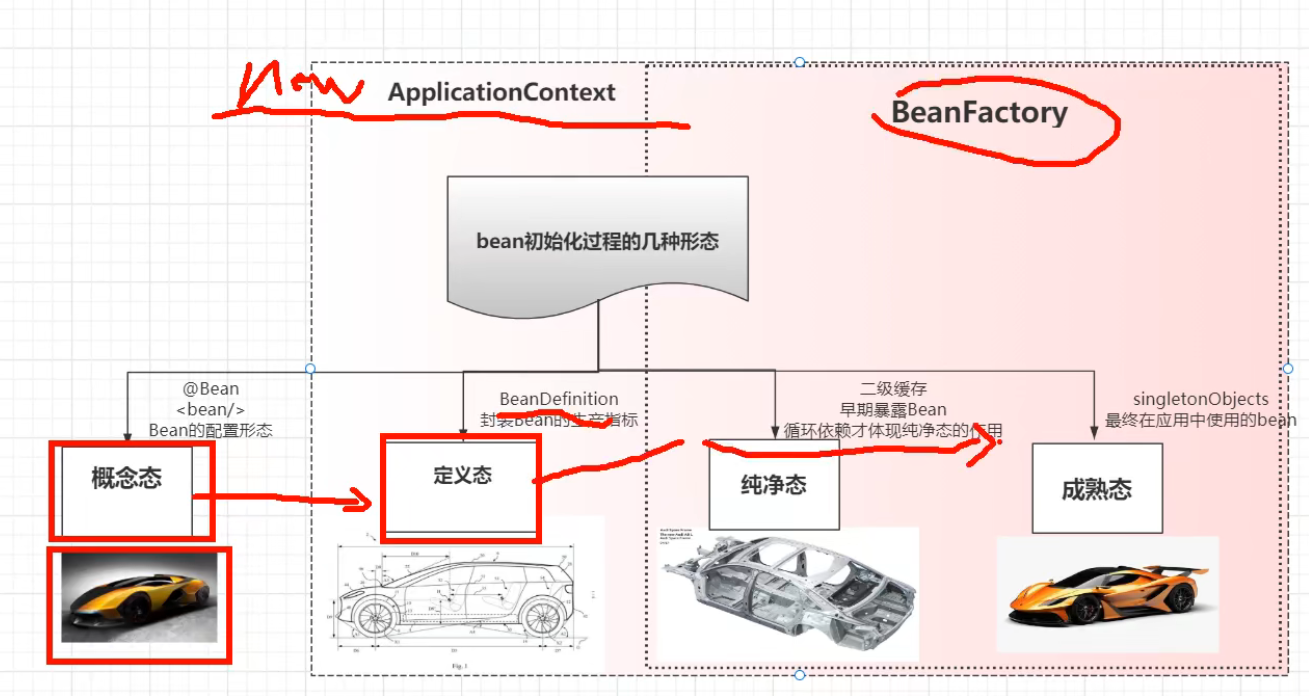 new
ApplicationContext
BeanFactory
bean初始化过程的几种形态
@Bean
<bean/>
Bean的配置形态
BeanDefinition
封装Bean的生产指标
二级缓存
早期暴露Bean
循环依赖才体现纯净态的作用
singletonObjects
最终在应用中使用的bean
概念态
定义态
纯净态
成熟态
Fig. 1